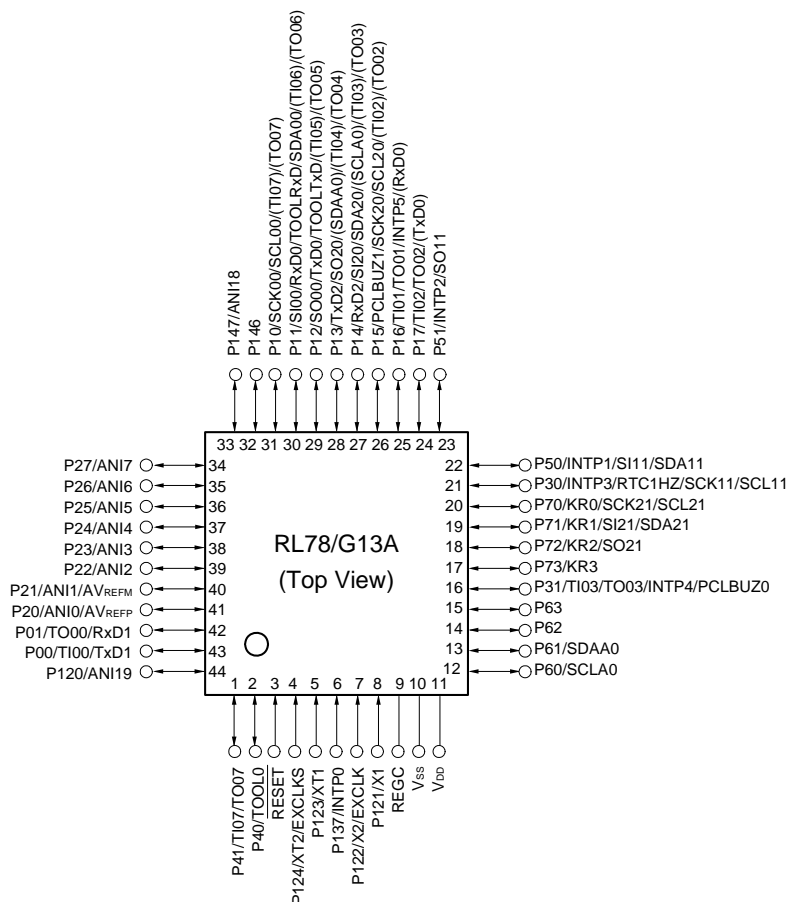 P147/ANI18
P146
P10/SCK00/SCL00/(TI07)/(TO07)
P11/SI00/RxD0/TOOLRxD/SDA00/(TI06)/(TO06)
P12/SO00/TxD0/TOOLTxD/(TI05)/(TO05)
P13/TxD2/SO20/(SDAA0)/(TI04)/(TO04)
P14/RxD2/SI20/SDA20/(SCLA0)/(TI03)/(TO03)
P15/PCLBUZ1/SCK20/SCL20/(TI02)/(TO02)
P16/TI01/TO01/INTP5/(RxD0)
P17/TI02/TO02/(TxD0)
P51/INTP2/SO11
33 32 31 30 29 28 27 26 25 24 23
P27/ANI7 34
P26/ANI6 35
P25/ANI5 36
P24/ANI4 37
P23/ANI3 38
P22/ANI2 39
P21/ANI1/AVREFM 40
P20/ANI0/AVREFP 41
P01/TO00/RxD1 42
P00/TI00/TxD1 43
P120/ANI19 44
RL78/G13A
(Top View)
22 P50/INTP1/SI11/SDA11
21 P30/INTP3/RTC1HZ/SCK11/SCL11
20 P70/KR0/SCK21/SCL21
19 P71/KR1/SI21/SDA21
18 P72/KR2/SO21
17 P73/KR3
16 P31/TI03/TO03/INTP4/PCLBUZ0
15 P63
14 P62
13 P61/SDAA0
12 P60/SCLA0
1 2 3 4 5 6 7 8 9 10 11
P41/TI07/TO07
P40/TOOL0
RESET
P124/XT2/EXCLKS
P123/XT1
P137/INTP0
P122/X2/EXCLK
P121/X1
REGC
VSS
VDD